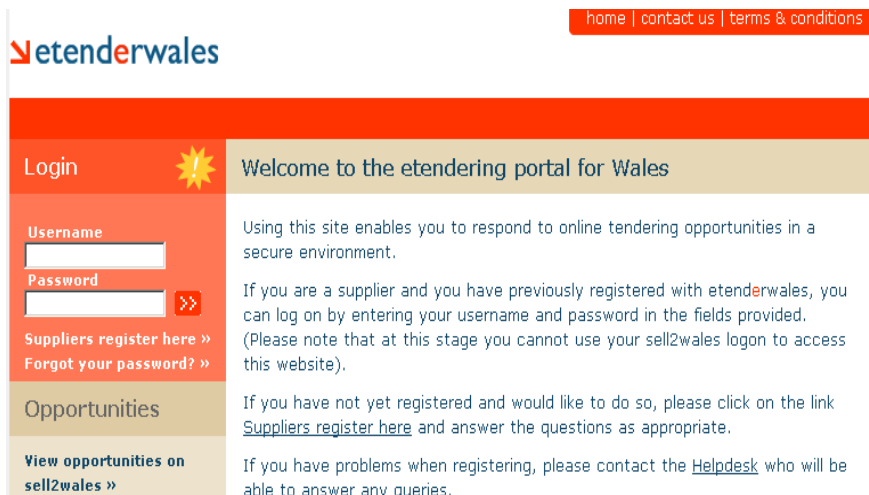 home | contact us | terms & conditions
etenderwales
Login
Welcome to the etendering portal for Wales
Username
Password
>>
Suppliers register here »
Forgot your password? »
Opportunities
View opportunities on
sell2wales »
Using this site enables you to respond to online tendering opportunities in a
secure environment.
If you are a supplier and you have previously registered with etenderwales, you
can log on by entering your username and password in the fields provided.
(Please note that at this stage you cannot use your sell2wales logon to access
this website).
If you have not yet registered and would like to do so, please click on the link
Suppliers register here and answer the questions as appropriate.
If you have problems when registering, please contact the Helpdesk who will be
able to answer any queries.